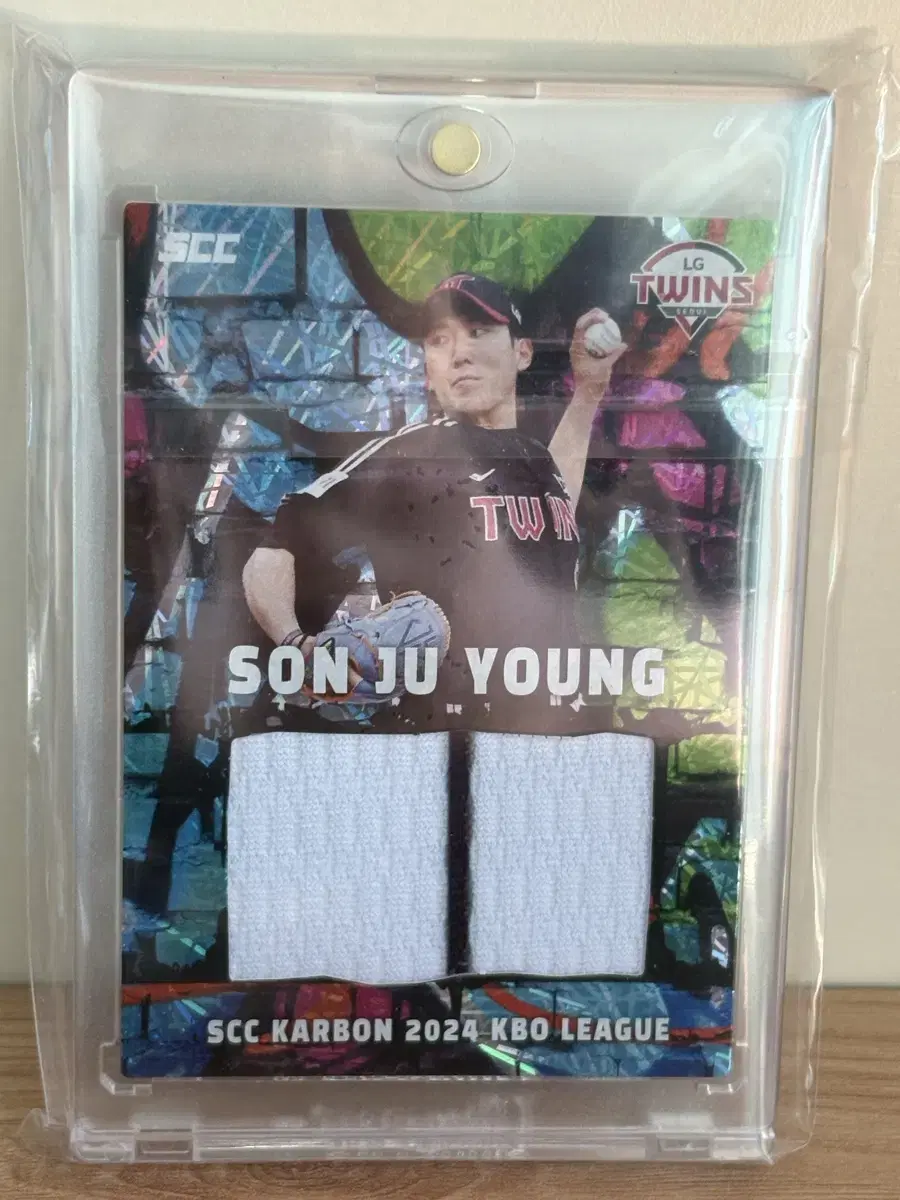 SCC
LG
TWINS
SEOUL
TWIN
SON JU YOUNG
SCC KARBON 2024 KBO LEAGUE